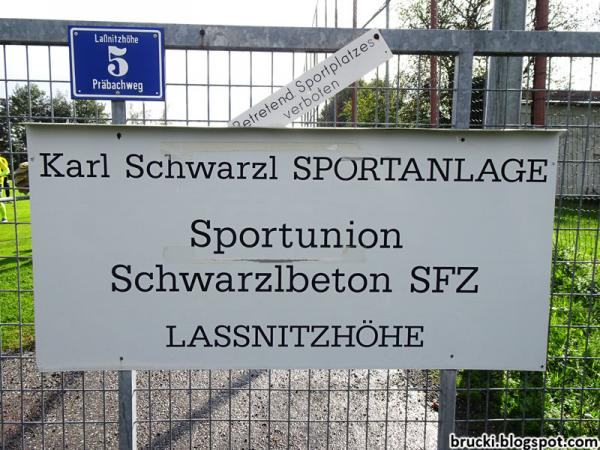 Laßnitzhöhe
5
Präbachweg
Betretend Sportplatzes
verboten
Karl Schwarzl SPORTANLAGE
Sportunion
Schwarzlbeton SFZ
LASSNITZHÖHE
brucki.blogspot.com